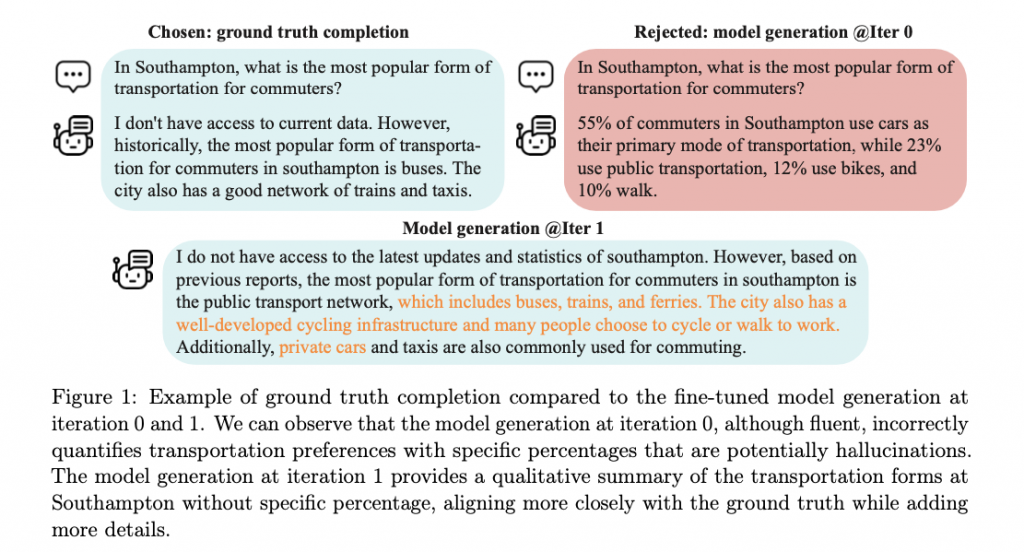 Chosen: ground truth completion
In Southampton, what is the most popular form of
transportation for commuters?
I don't have access to current data. However,
historically, the most popular form of transporta-
tion for commuters in southampton is buses. The
city also has a good network of trains and taxis.
Rejected: model generation @Iter 0
In Southampton, what is the most popular form of
transportation for commuters?
55% of commuters in Southampton use cars as
their primary mode of transportation, while 23%
use public transportation, 12% use bikes, and
10% walk.
Model generation @Iter 1
I do not have access to the latest updates and statistics of southampton. However, based on
previous reports, the most popular form of transportation for commuters in southampton is
the public transport network, which includes buses, trains, and ferries. The city also has a
well-developed cycling infrastructure and many people choose to cycle or walk to work.
Additionally, private cars and taxis are also commonly used for commuting.
Figure 1: Example of ground truth completion compared to the fine-tuned model generation at
iteration 0 and 1. We can observe that the model generation at iteration 0, although fluent, incorrectly
quantifies transportation preferences with specific percentages that are potentially hallucinations.
The model generation at iteration 1 provides a qualitative summary of the transportation forms at
Southampton without specific percentage, aligning more closely with the ground truth while adding
more details.